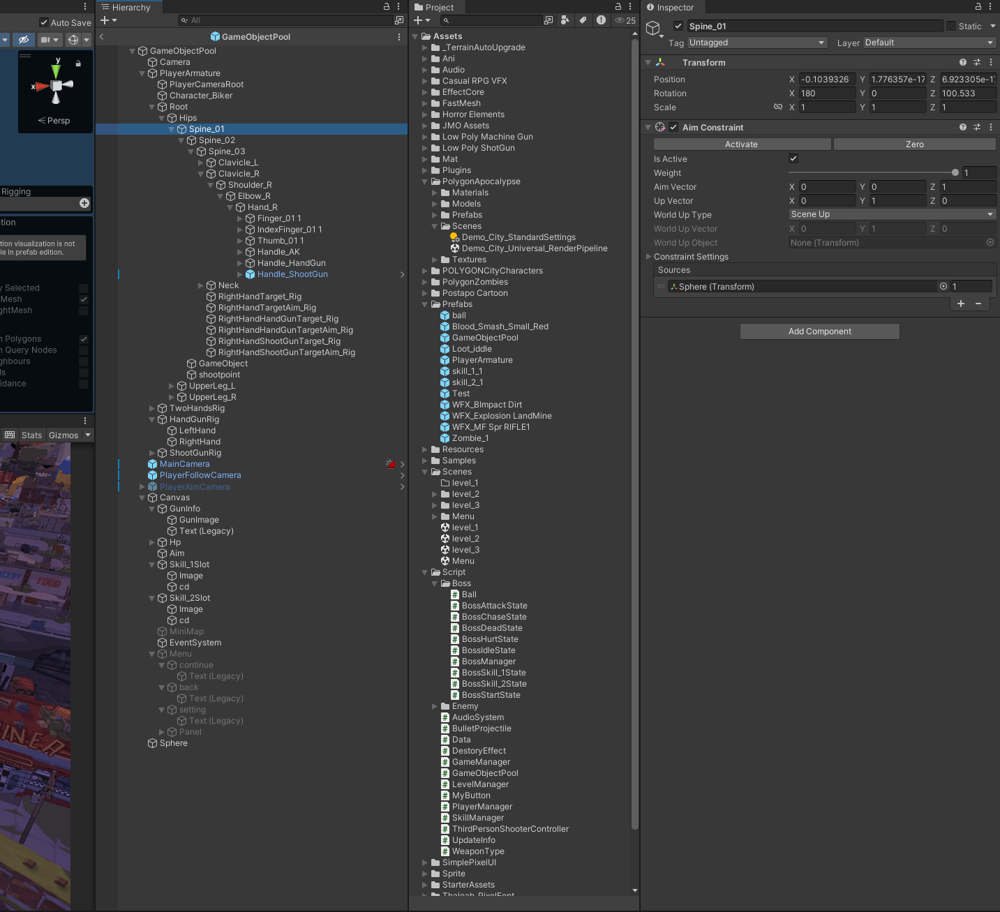 Auto Save
y
x
Persp
Rigging
tion
tion visualization is not
le in prefab edition.
y Selected
Mesh
ghtMesh
n Polygons
n Query Nodes
ghbours
ls
idance
Stats Gizmos
Hierarchy
All
GameObjectPool
GameObjectPool
Camera
PlayerArmature
PlayerCameraRoot
Character_Biker
Root
Hips
Spine_01
Spine_02
Spine_03
Clavicle_L
Clavicle_R
Shoulder_R
Elbow_R
Hand_R
Finger_01 1
IndexFinger_01 1
Thumb_01 1
Handle_AK
Handle_HandGun
Handle_ShootGun
Neck
RightHandTarget_Rig
RightHandTargetAim_Rig
RightHandHandGunTarget_Rig
RightHandHandGunTargetAim_Rig
RightHandShootGunTarget_Rig
RightHandShootGunTargetAim_Rig
GameObject
shootpoint
UpperLeg_L
UpperLeg_R
TwoHandsRig
HandGunRig
LeftHand
RightHand
ShootGunRig
MainCamera
PlayerFollowCamera
PlayerAimCamera
Canvas
GunInfo
GunImage
Text (Legacy)
Hp
Aim
Skill_1Slot
Image
cd
Skill_2Slot
Image
cd
MiniMap
EventSystem
Menu
continue
Text (Legacy)
back
Text (Legacy)
setting
Text (Legacy)
Panel
Sphere
Project
25
Assets
_TerrainAutoUpgrade
Ani
Audio
Casual RPG VFX
EffectCore
FastMesh
Horror Elements
JMO Assets
Low Poly Machine Gun
Low Poly ShotGun
Mat
Plugins
PolygonApocalypse
Materials
Models
Prefabs
Scenes
Demo_City_StandardSettings
Demo_City_Universal_RenderPipeline
Textures
POLYGONCityCharacters
PolygonZombies
Postapo Cartoon
Prefabs
ball
Blood_Smash_Small_Red
GameObjectPool
Loot_iddle
PlayerArmature
skill_1_1
skill_2_1
Test
WFX_BImpact Dirt
WFX_Explosion LandMine
WFX_MF Spr RIFLE1
Zombie_1
Resources
Samples
Scenes
level_1
level_2
level_3
Menu
level_1
level_2
level_3
Menu
Script
Boss
Ball
BossAttackState
BossChaseState
BossDeadState
BossHurtState
BossIdleState
BossManager
BossSkill_1State
BossSkill_2State
BossStartState
Enemy
AudioSystem
BulletProjectile
Data
DestoryEffect
GameManager
GameObjectPool
LevelManager
MyButton
PlayerManager
SkillManager
ThirdPersonShooterController
UpdateInfo
WeaponType
SimplePixelUI
Sprite
StarterAssets
Thaleah_PixelFont
Inspector
Spine_01 Static
Tag Untagged Layer Default
Transform
Position X -0.1039326 Y 1.776357e-17 Z 6.923305e-1
Rotation X 180 Y 0 Z 100.533
Scale X 1 Y 1 Z 1
Aim Constraint
Activate Zero
Is Active
Weight 1
Aim Vector X 0 Y 0 Z 1
Up Vector X 0 Y 1 Z 0
World Up Type Scene Up
World Up Vector X 0 Y 1 Z 0
World Up Object None (Transform)
Constraint Settings
Sources
Sphere (Transform) 1
+ −
Add Component
FOOD